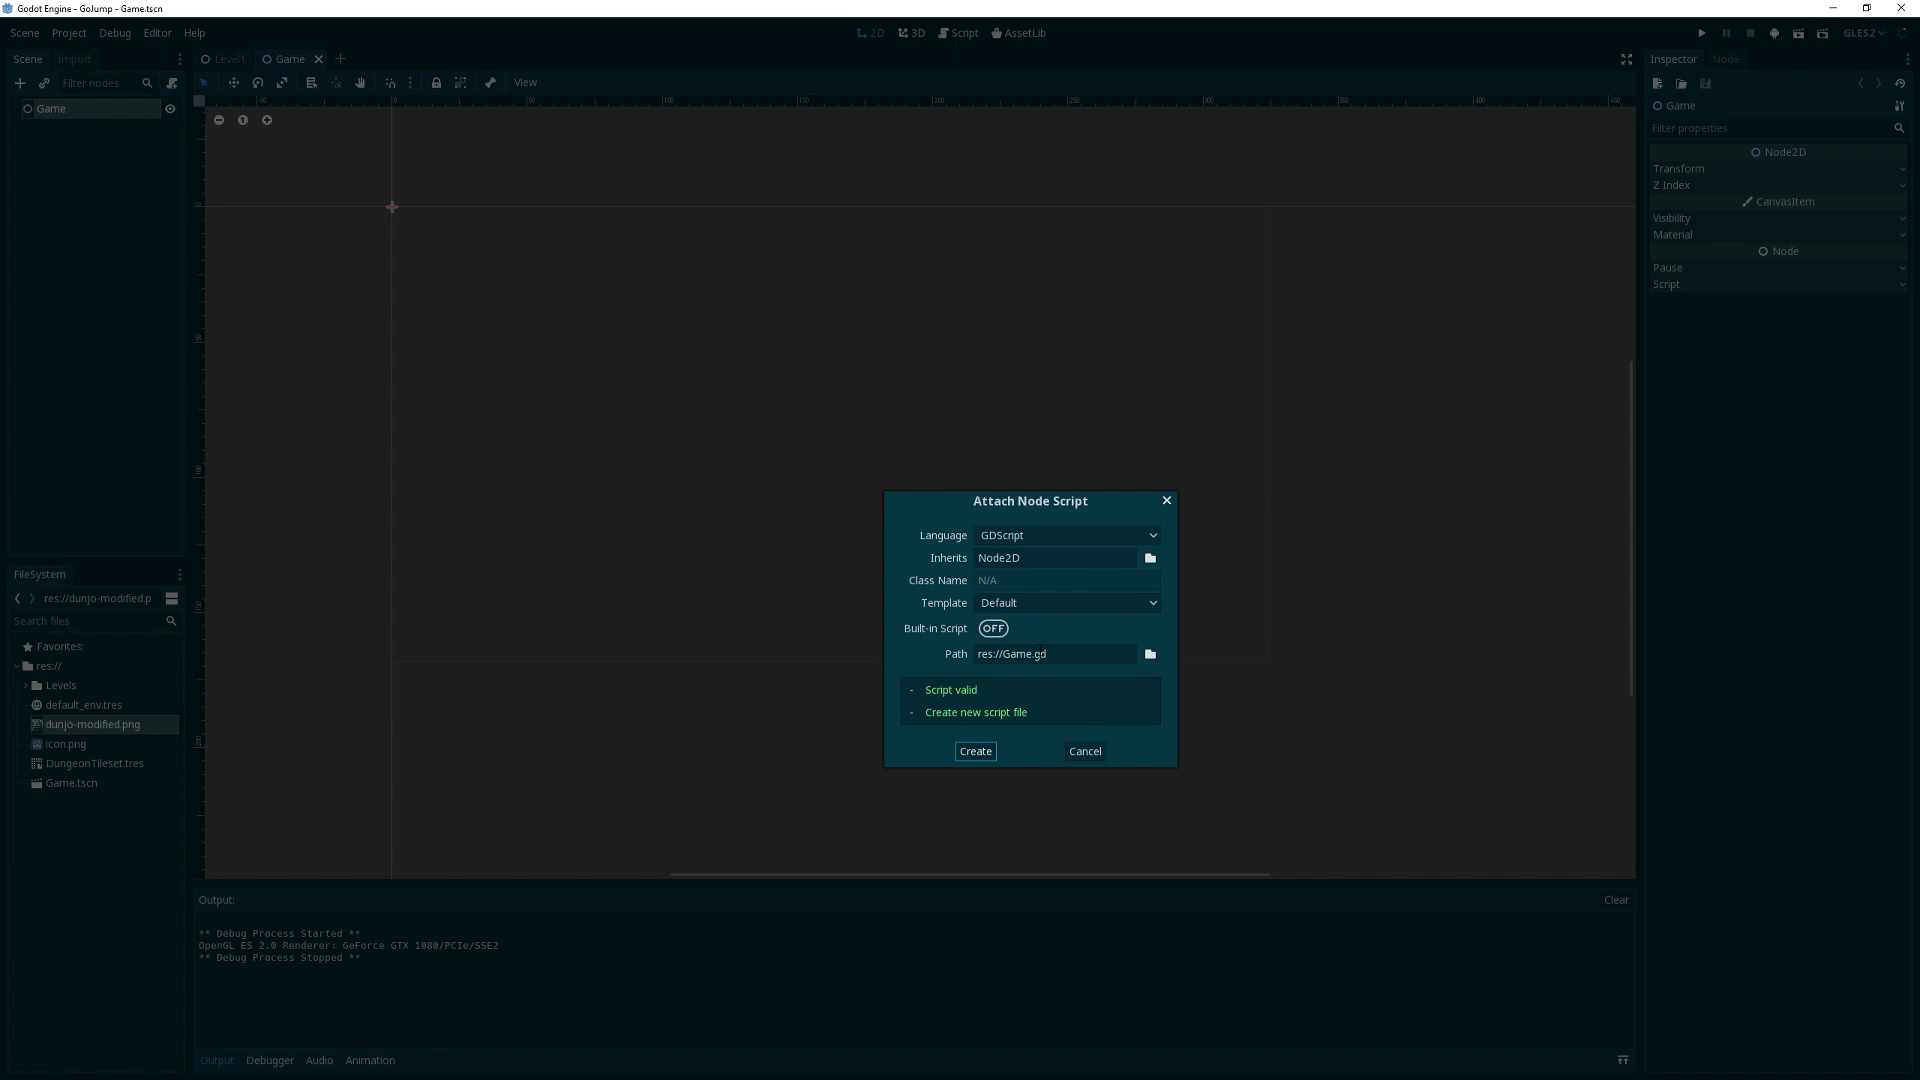 Godot Engine - GoJump - Game.tscn
Scene Project Debug Editor Help
2D 3D Script AssetLib
GLES2
Scene Import
Level1 Game
Inspector Node
Filter nodes
View
Game
Game
Filter properties
Node2D
Transform
Z Index
CanvasItem
Visibility
Material
Node
Pause
Script
Attach Node Script
Language GDScript
Inherits Node2D
Class Name N/A
Template Default
Built-in Script OFF
Path res://Game.gd
- Script valid
- Create new script file
Create Cancel
FileSystem
res://dunjo-modified.p
Search files
Favorites:
res://
Levels
default_env.tres
dunjo-modified.png
icon.png
DungeonTileset.tres
Game.tscn
Output:
Clear
** Debug Process Started **
OpenGL ES 2.0 Renderer: GeForce GTX 1080/PCIe/SSE2
** Debug Process Stopped **
Output Debugger Audio Animation